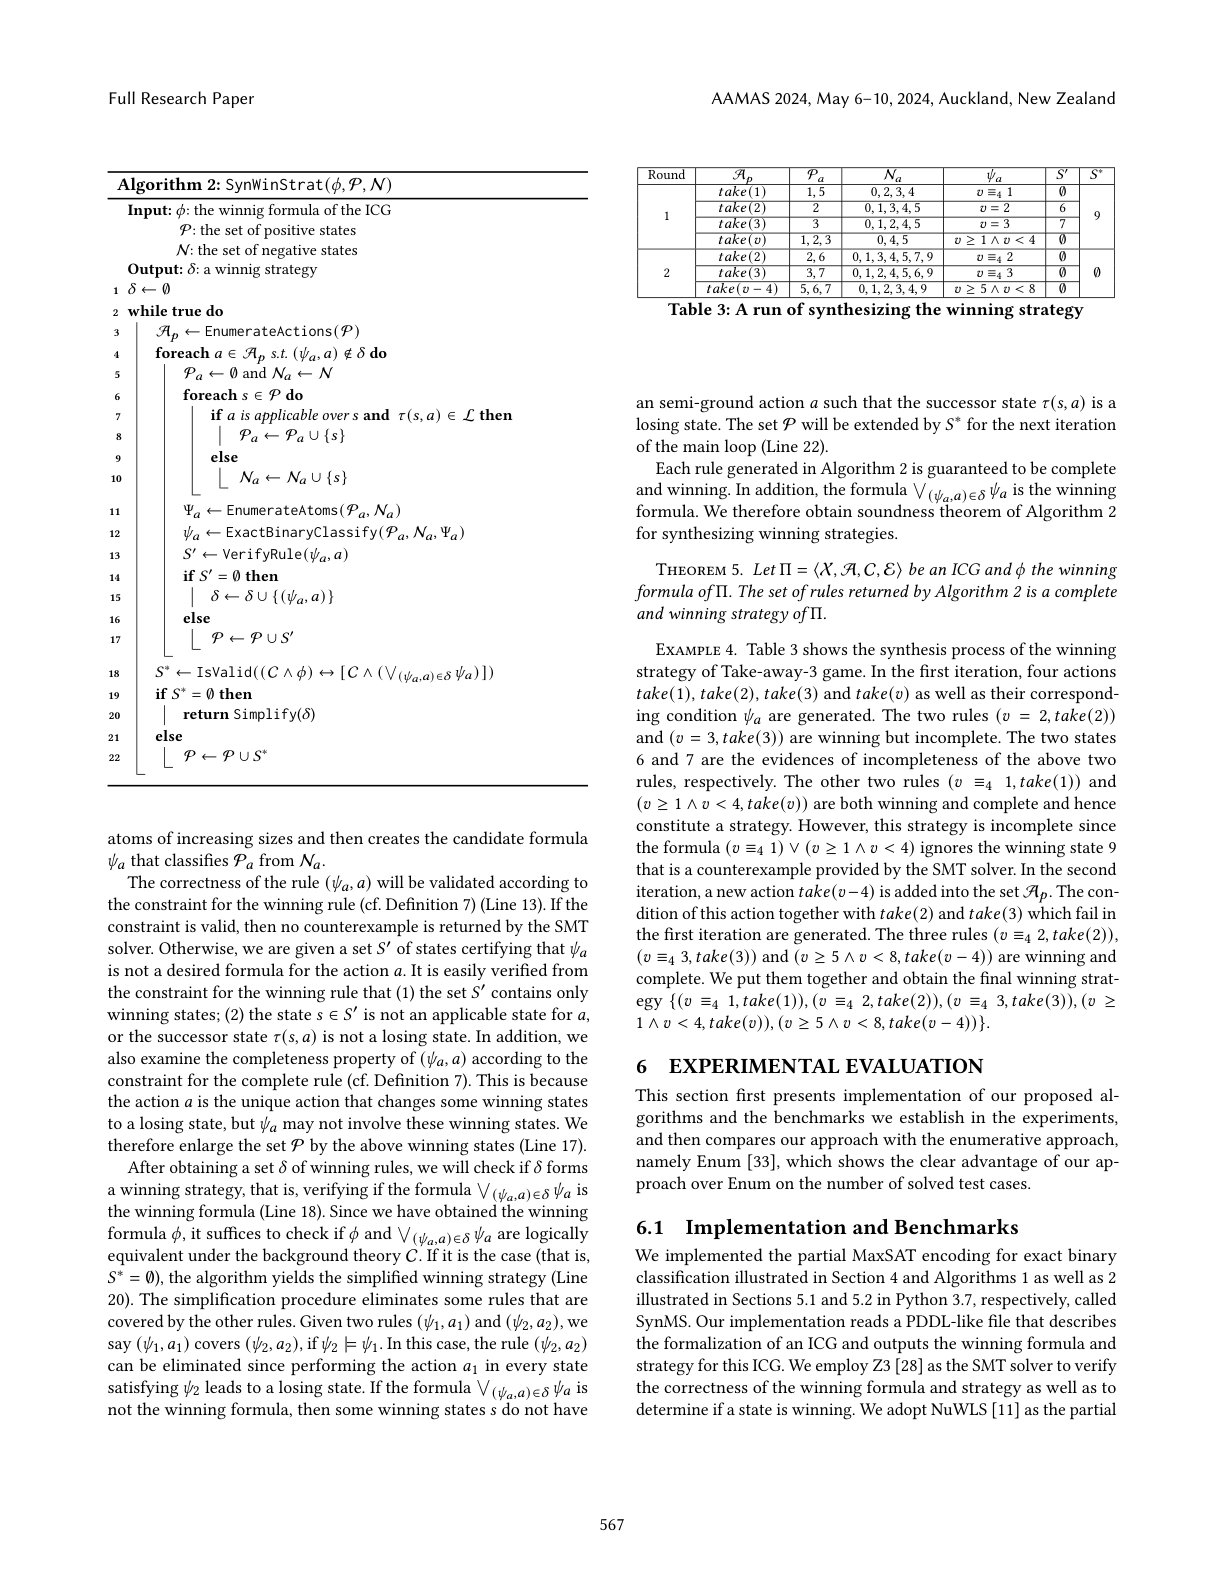 Full Research Paper
AAMAS 2024, May 6–10, 2024, Auckland, New Zealand
Algorithm 2: SynWinStrat(ϕ, 𝒫, 𝒩)
Input: ϕ: the winnig formula of the ICG
𝒫: the set of positive states
𝒩: the set of negative states
Output: δ: a winnig strategy
1 δ ← ∅
2 while true do
3 𝒜p ← EnumerateActions(𝒫)
4 foreach a ∈ 𝒜p s.t. (ψa, a) ∉ δ do
5 𝒫a ← ∅ and 𝒩a ← 𝒩
6 foreach s ∈ 𝒫 do
7 if a is applicable over s and τ(s, a) ∈ ℒ then
8 𝒫a ← 𝒫a ∪ {s}
9 else
10 𝒩a ← 𝒩a ∪ {s}
11 Ψa ← EnumerateAtoms(𝒫a, 𝒩a)
12 ψa ← ExactBinaryClassify(𝒫a, 𝒩a, Ψa)
13 S′ ← VerifyRule(ψa, a)
14 if S′ = ∅ then
15 δ ← δ ∪ {(ψa, a)}
16 else
17 𝒫 ← 𝒫 ∪ S′
18 S* ← IsValid((C ∧ ϕ) ↔ [C ∧ (⋁(ψa,a)∈δ ψa)])
19 if S* = ∅ then
20 return Simplify(δ)
21 else
22 𝒫 ← 𝒫 ∪ S*
atoms of increasing sizes and then creates the candidate formula
ψa that classifies 𝒫a from 𝒩a.
The correctness of the rule (ψa, a) will be validated according to
the constraint for the winning rule (cf. Definition 7) (Line 13). If the
constraint is valid, then no counterexample is returned by the SMT
solver. Otherwise, we are given a set S′ of states certifying that ψa
is not a desired formula for the action a. It is easily verified from
the constraint for the winning rule that (1) the set S′ contains only
winning states; (2) the state s ∈ S′ is not an applicable state for a,
or the successor state τ(s, a) is not a losing state. In addition, we
also examine the completeness property of (ψa, a) according to the
constraint for the complete rule (cf. Definition 7). This is because
the action a is the unique action that changes some winning states
to a losing state, but ψa may not involve these winning states. We
therefore enlarge the set 𝒫 by the above winning states (Line 17).
After obtaining a set δ of winning rules, we will check if δ forms
a winning strategy, that is, verifying if the formula ⋁(ψa,a)∈δ ψa is
the winning formula (Line 18). Since we have obtained the winning
formula ϕ, it suffices to check if ϕ and ⋁(ψa,a)∈δ ψa are logically
equivalent under the background theory C. If it is the case (that is,
S* = ∅), the algorithm yields the simplified winning strategy (Line
20). The simplification procedure eliminates some rules that are
covered by the other rules. Given two rules (ψ1, a1) and (ψ2, a2), we
say (ψ1, a1) covers (ψ2, a2), if ψ2 ⊨ ψ1. In this case, the rule (ψ2, a2)
can be eliminated since performing the action a1 in every state
satisfying ψ2 leads to a losing state. If the formula ⋁(ψa,a)∈δ ψa is
not the winning formula, then some winning states s do not have
Round 𝒜p 𝒫a 𝒩a ψa S′ S*
1 take(1) 1, 5 0, 2, 3, 4 v ≡4 1 ∅ 9
take(2) 2 0, 1, 3, 4, 5 v = 2 6
take(3) 3 0, 1, 2, 4, 5 v = 3 7
take(v) 1, 2, 3 0, 4, 5 v ≥ 1 ∧ v < 4 ∅
2 take(2) 2, 6 0, 1, 3, 4, 5, 7, 9 v ≡4 2 ∅ ∅
take(3) 3, 7 0, 1, 2, 4, 5, 6, 9 v ≡4 3 ∅
take(v − 4) 5, 6, 7 0, 1, 2, 3, 4, 9 v ≥ 5 ∧ v < 8 ∅
Table 3: A run of synthesizing the winning strategy
an semi-ground action a such that the successor state τ(s, a) is a
losing state. The set 𝒫 will be extended by S* for the next iteration
of the main loop (Line 22).
Each rule generated in Algorithm 2 is guaranteed to be complete
and winning. In addition, the formula ⋁(ψa,a)∈δ ψa is the winning
formula. We therefore obtain soundness theorem of Algorithm 2
for synthesizing winning strategies.
Theorem 5. Let Π = ⟨𝒳, 𝒜, C, ℰ⟩ be an ICG and ϕ the winning
formula of Π. The set of rules returned by Algorithm 2 is a complete
and winning strategy of Π.
Example 4. Table 3 shows the synthesis process of the winning
strategy of Take-away-3 game. In the first iteration, four actions
take(1), take(2), take(3) and take(v) as well as their correspond-
ing condition ψa are generated. The two rules (v = 2, take(2))
and (v = 3, take(3)) are winning but incomplete. The two states
6 and 7 are the evidences of incompleteness of the above two
rules, respectively. The other two rules (v ≡4 1, take(1)) and
(v ≥ 1 ∧ v < 4, take(v)) are both winning and complete and hence
constitute a strategy. However, this strategy is incomplete since
the formula (v ≡4 1) ∨ (v ≥ 1 ∧ v < 4) ignores the winning state 9
that is a counterexample provided by the SMT solver. In the second
iteration, a new action take(v−4) is added into the set 𝒜p. The con-
dition of this action together with take(2) and take(3) which fail in
the first iteration are generated. The three rules (v ≡4 2, take(2)),
(v ≡4 3, take(3)) and (v ≥ 5 ∧ v < 8, take(v − 4)) are winning and
complete. We put them together and obtain the final winning strat-
egy {(v ≡4 1, take(1)), (v ≡4 2, take(2)), (v ≡4 3, take(3)), (v ≥
1 ∧ v < 4, take(v)), (v ≥ 5 ∧ v < 8, take(v − 4))}.
6 EXPERIMENTAL EVALUATION
This section first presents implementation of our proposed al-
gorithms and the benchmarks we establish in the experiments,
and then compares our approach with the enumerative approach,
namely Enum [33], which shows the clear advantage of our ap-
proach over Enum on the number of solved test cases.
6.1 Implementation and Benchmarks
We implemented the partial MaxSAT encoding for exact binary
classification illustrated in Section 4 and Algorithms 1 as well as 2
illustrated in Sections 5.1 and 5.2 in Python 3.7, respectively, called
SynMS. Our implementation reads a PDDL-like file that describes
the formalization of an ICG and outputs the winning formula and
strategy for this ICG. We employ Z3 [28] as the SMT solver to verify
the correctness of the winning formula and strategy as well as to
determine if a state is winning. We adopt NuWLS [11] as the partial
567